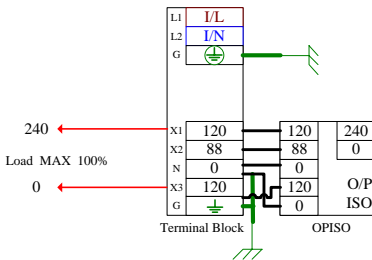 L1 I/L
L2 I/N
G
240 X1 120 120 240
X2 88 88 0
Load MAX 100%
N 0 0
0 X3 120 120 O/P
G 0 ISO
Terminal Block OPISO